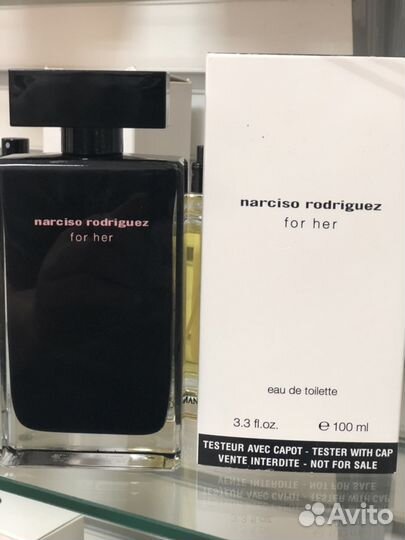 narciso rodriguez
for her
narciso rodriguez
for her
eau de toilette
3.3 fl.oz. e 100 ml
TESTEUR AVEC CAPOT - TESTER WITH CAP
VENTE INTERDITE - NOT FOR SALE
Avito